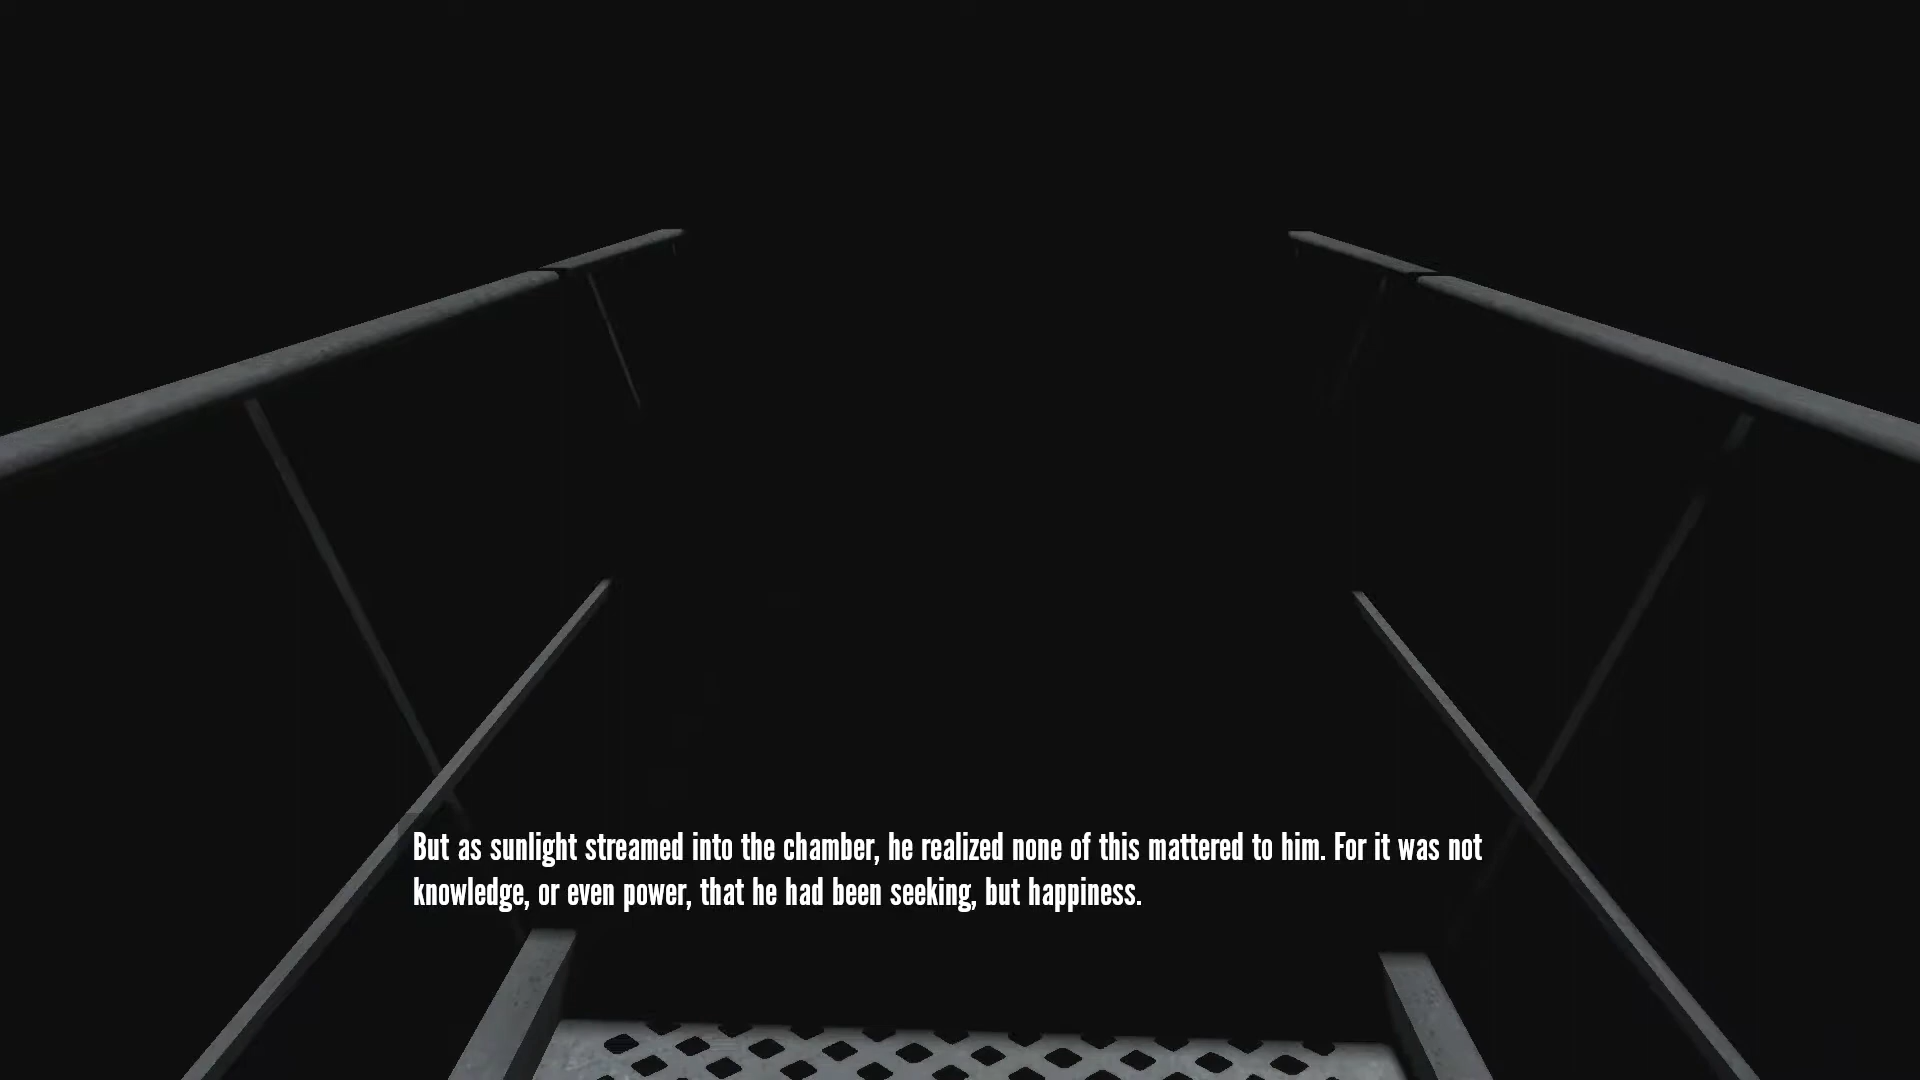 But as sunlight streamed into the chamber, he realized none of this mattered to him. For it was not
knowledge, or even power, that he had been seeking, but happiness.